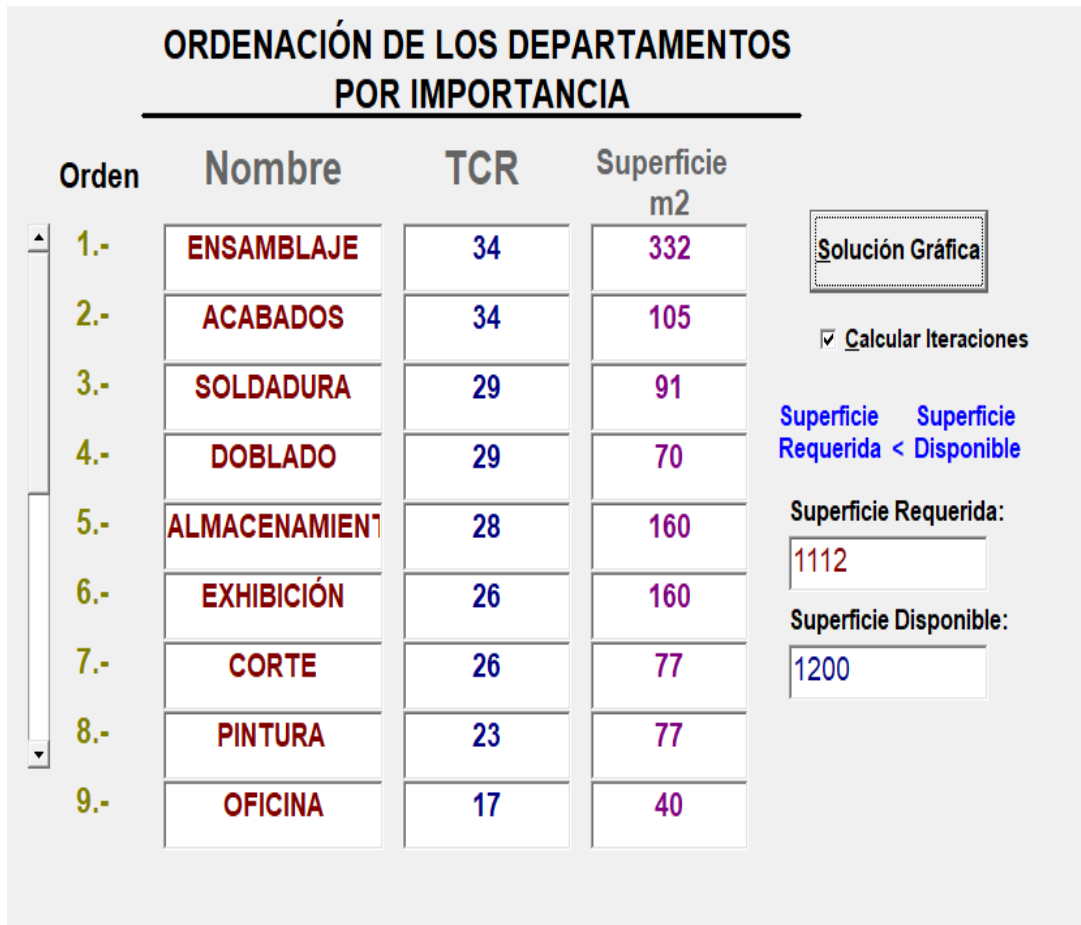 ORDENACIÓN DE LOS DEPARTAMENTOS
POR IMPORTANCIA
Orden Nombre TCR Superficie
m2
1.- ENSAMBLAJE 34 332
2.- ACABADOS 34 105
3.- SOLDADURA 29 91
4.- DOBLADO 29 70
5.- ALMACENAMIENT 28 160
6.- EXHIBICIÓN 26 160
7.- CORTE 26 77
8.- PINTURA 23 77
9.- OFICINA 17 40
Solución Gráfica
Calcular Iteraciones
Superficie Superficie
Requerida < Disponible
Superficie Requerida:
1112
Superficie Disponible:
1200